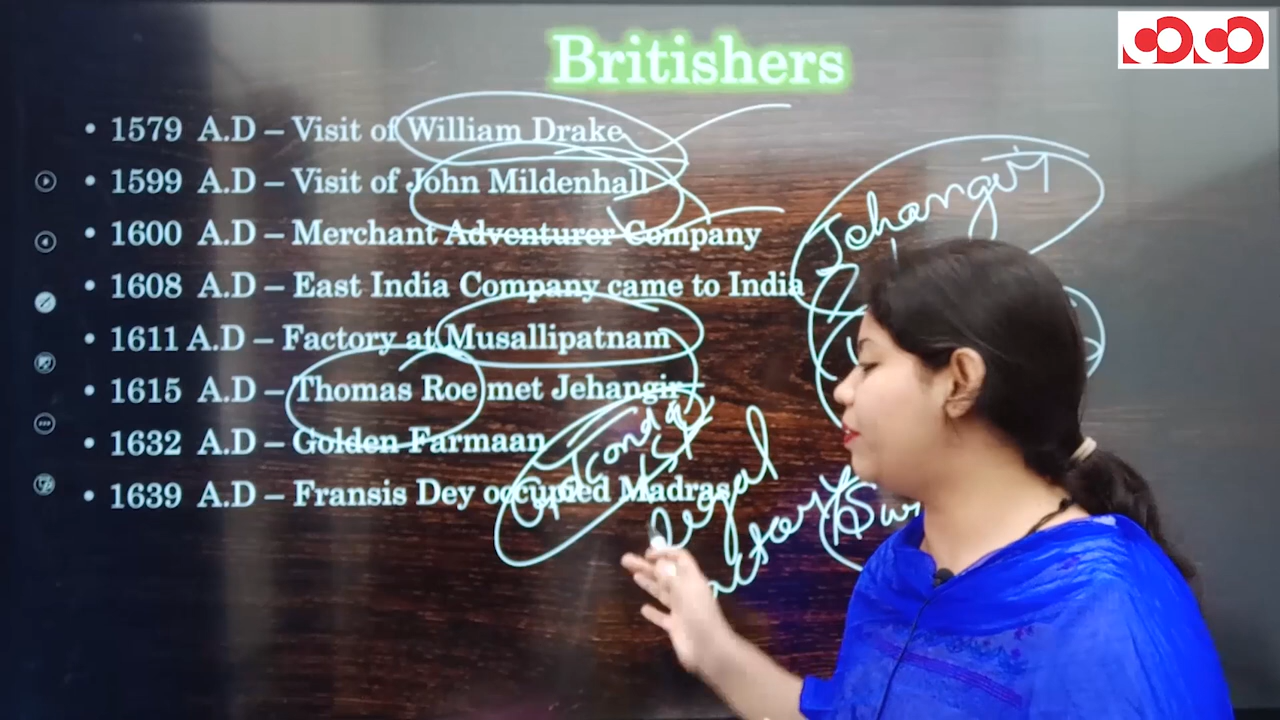 Britishers
• 1579 A.D – Visit of William Drake
• 1599 A.D – Visit of John Mildenhall
• 1600 A.D – Merchant Adventurer Company
• 1608 A.D – East India Company came to India
• 1611 A.D – Factory at Musallipatnam
• 1615 A.D – Thomas Roe met Jehangir
• 1632 A.D – Golden Farmaan
• 1639 A.D – Fransis Dey occupied Madras
Jehangir